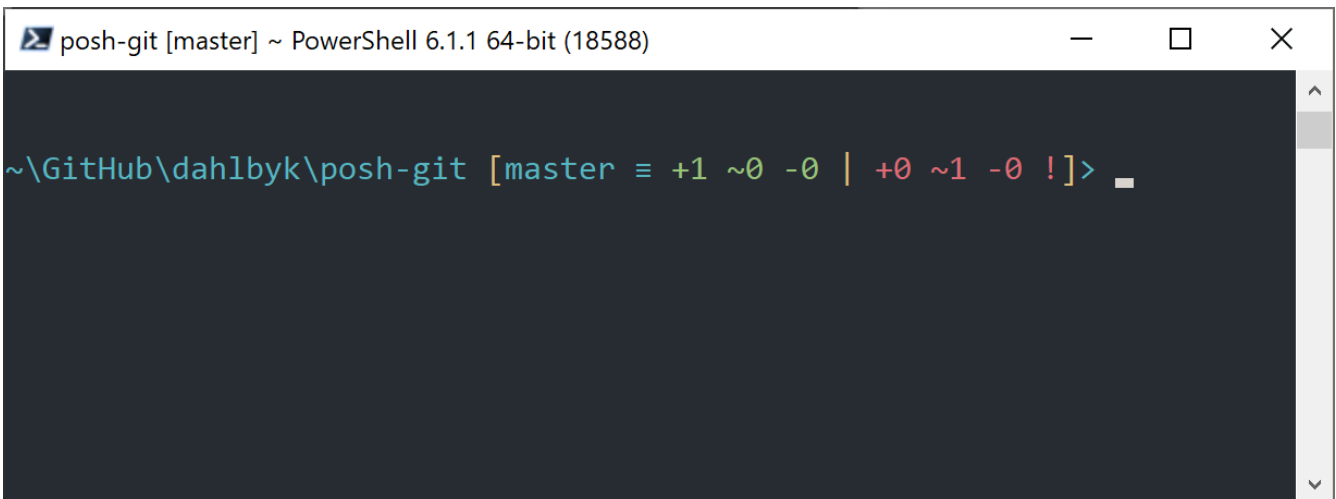 posh-git [master] ~ PowerShell 6.1.1 64-bit (18588)
~\GitHub\dahlbyk\posh-git [master ≡ +1 ~0 -0 | +0 ~1 -0 !]>